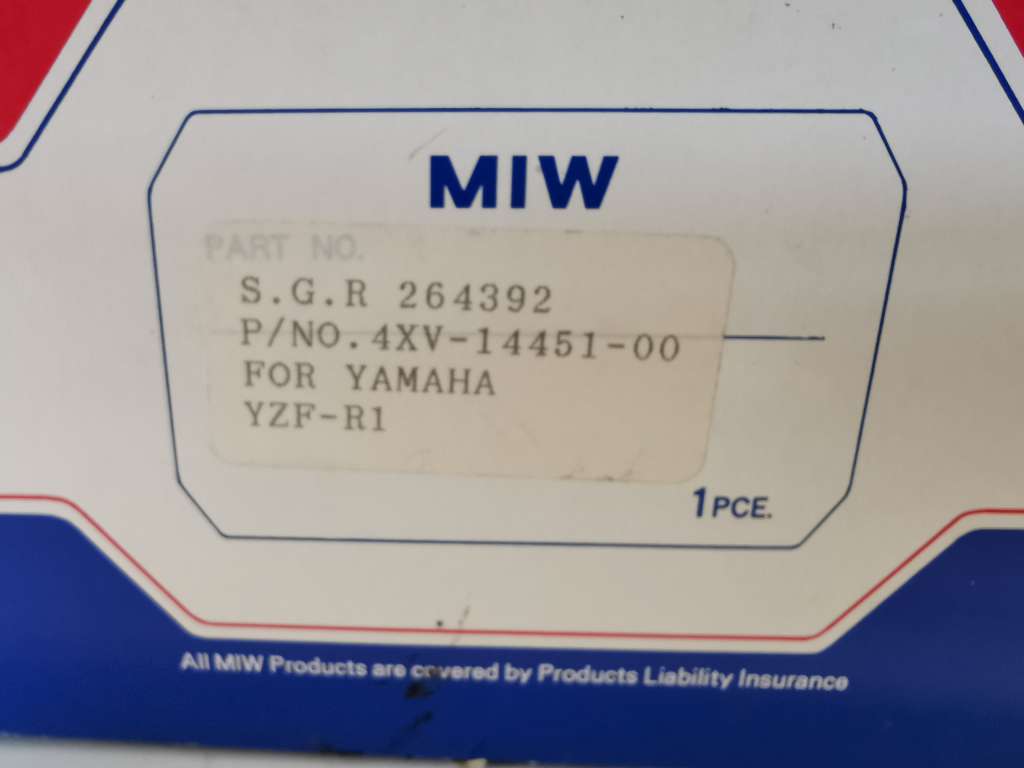 MIW
PART NO.
S.G.R 264392
P/NO.4XV-14451-00
FOR YAMAHA
YZF-R1
1PCE.
All MIW Products are covered by Products Liability Insurance